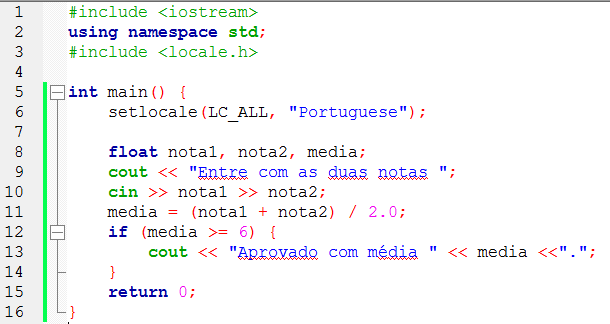 1 #include <iostream>
2 using namespace std;
3 #include <locale.h>
4
5 int main() {
6 setlocale(LC_ALL, "Portuguese");
7
8 float nota1, nota2, media;
9 cout << "Entre com as duas notas ";
10 cin >> nota1 >> nota2;
11 media = (nota1 + nota2) / 2.0;
12 if (media >= 6) {
13 cout << "Aprovado com média " << media <<".";
14 }
15 return 0;
16 }